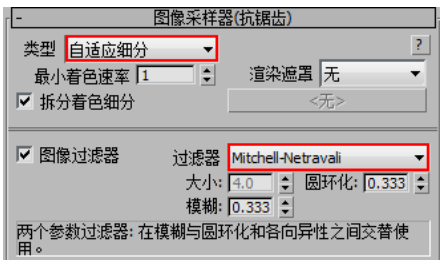 - 图像采样器(抗锯齿)
类型 自适应细分 ?
最小着色速率 1 渲染遮罩 无
拆分着色细分 <无>
图像过滤器 过滤器 Mitchell-Netravali
大小: 4.0 圆环化: 0.333
模糊: 0.333
两个参数过滤器: 在模糊与圆环化和各向异性之间交替使
用。